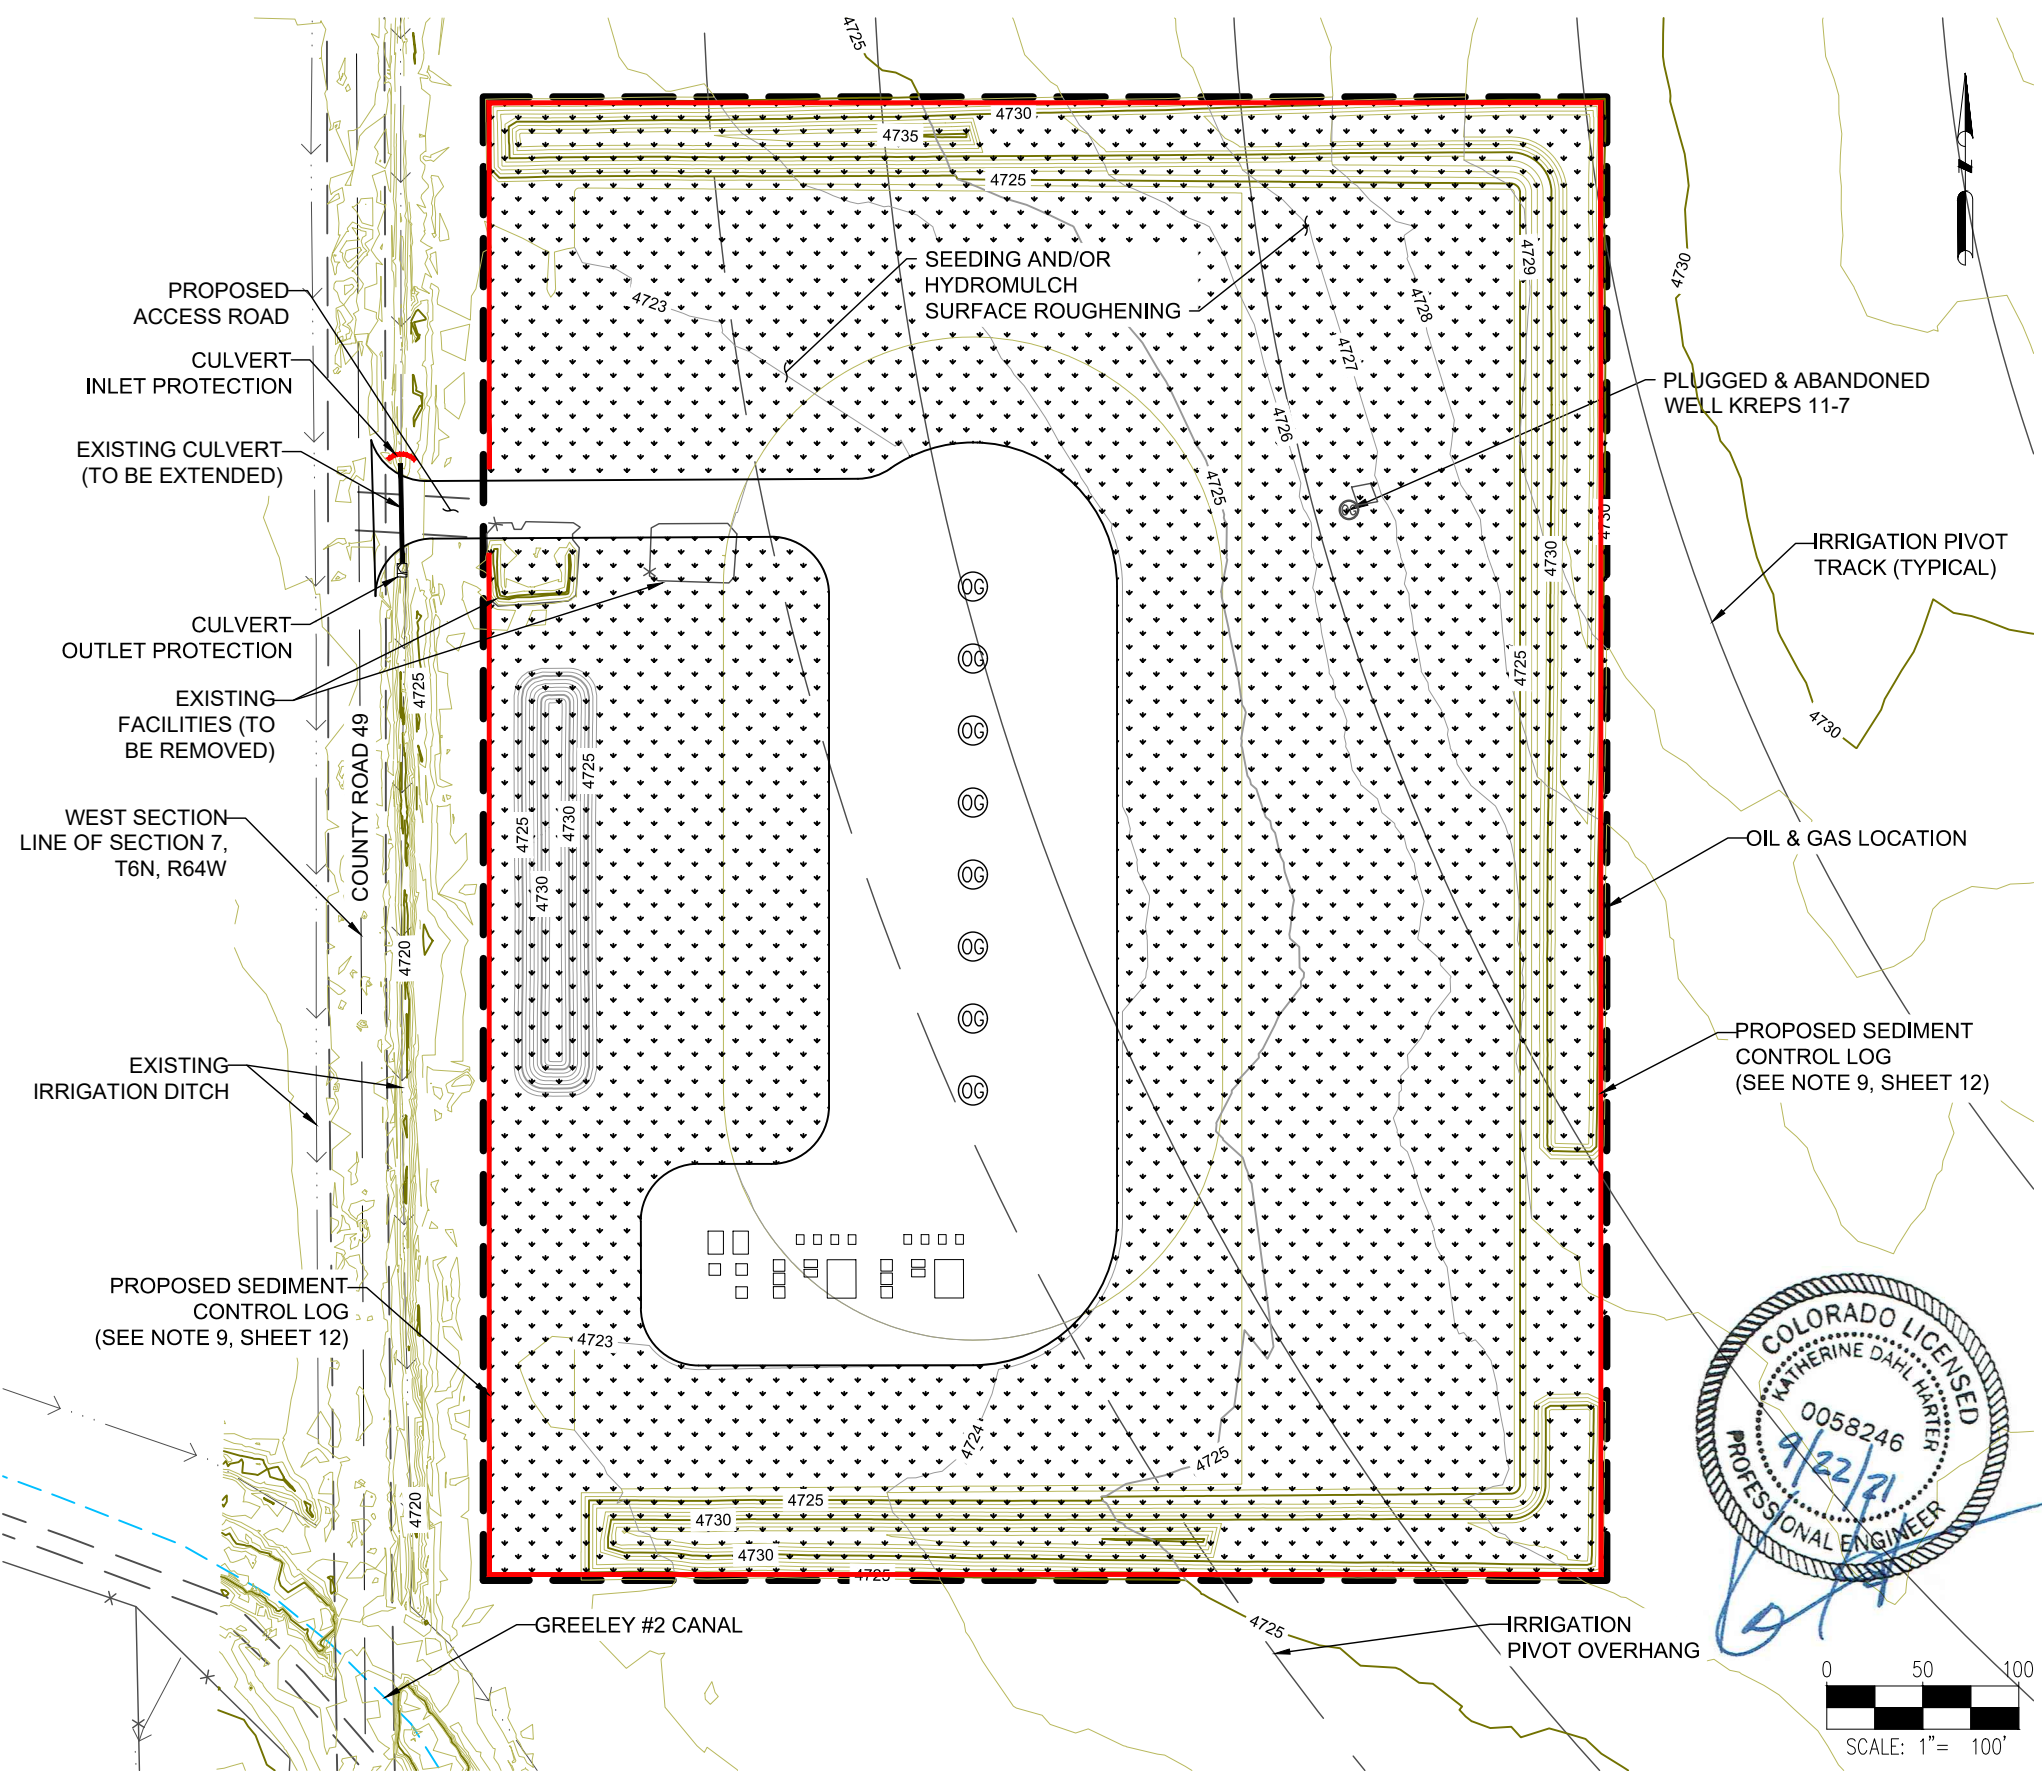 4725
4730
4735
4725
SEEDING AND/OR
HYDROMULCH
SURFACE ROUGHENING
4729
4730
PROPOSED
ACCESS ROAD
4723
4728
4727
CULVERT
INLET PROTECTION
PLUGGED & ABANDONED
WELL KREPS 11-7
4726
EXISTING CULVERT
(TO BE EXTENDED)
4725
OG
4730
4730
IRRIGATION PIVOT
TRACK (TYPICAL)
OG
CULVERT
OUTLET PROTECTION
OG
4725
4725
EXISTING
FACILITIES (TO
BE REMOVED)
4730
OG
COUNTY ROAD 49
4725
OG
4725
4730
4730
WEST SECTION
LINE OF SECTION 7,
T6N, R64W
OIL & GAS LOCATION
OG
4720
OG
OG
PROPOSED SEDIMENT
CONTROL LOG
(SEE NOTE 9, SHEET 12)
EXISTING
IRRIGATION DITCH
OG
PROPOSED SEDIMENT
CONTROL LOG
(SEE NOTE 9, SHEET 12)
4723
COLORADO LICENSED
KATHERINE DAHL HARTER
0058246
9/22/21
PROFESSIONAL ENGINEER
4724
4725
4720
4725
4730
4730
4725
GREELEY #2 CANAL
4725
IRRIGATION
PIVOT OVERHANG
0 50 100
SCALE: 1"= 100'